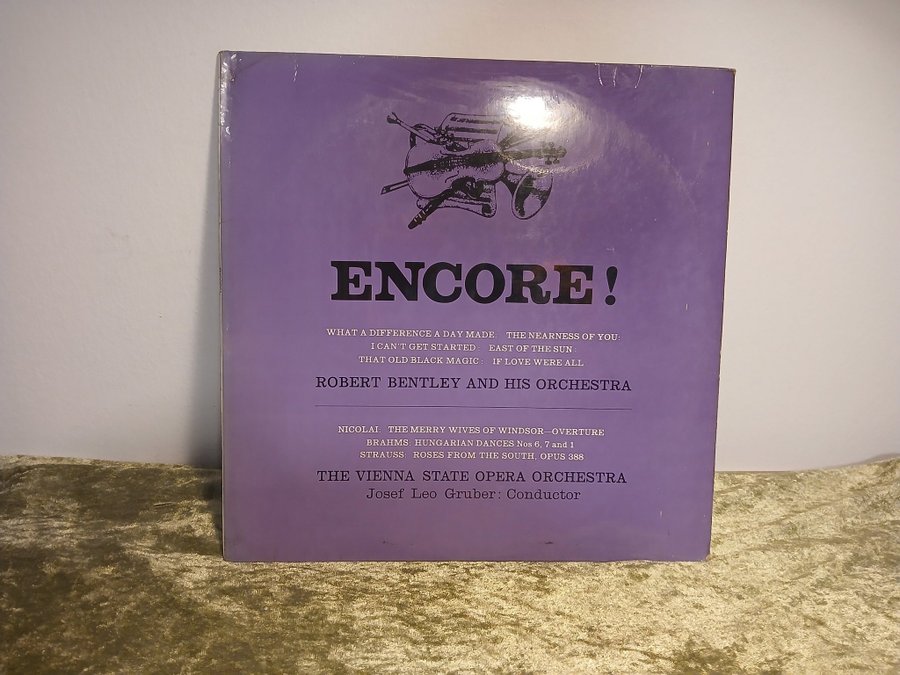 ENCORE!
WHAT A DIFFERENCE A DAY MADE: THE NEARNESS OF YOU:
I CAN'T GET STARTED: EAST OF THE SUN:
THAT OLD BLACK MAGIC: IF LOVE WERE ALL
ROBERT BENTLEY AND HIS ORCHESTRA
NICOLAI: THE MERRY WIVES OF WINDSOR—OVERTURE
BRAHMS: HUNGARIAN DANCES Nos 6, 7 and 1
STRAUSS: ROSES FROM THE SOUTH, OPUS 388
THE VIENNA STATE OPERA ORCHESTRA
Josef Leo Gruber: Conductor